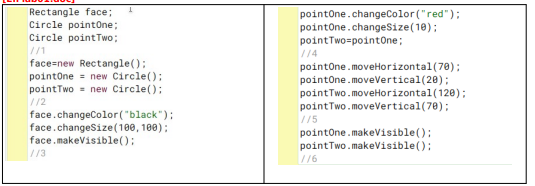 Rectangle face;
Circle pointOne;
Circle pointTwo;
//1
face=new Rectangle();
pointOne = new Circle();
pointTwo = new Circle();
//2
face.changeColor("black");
face.changeSize(100,100);
face.makeVisible();
//3
pointOne.changeColor("red");
pointOne.changeSize(10);
pointTwo=pointOne;
//4
pointOne.moveHorizontal(70);
pointOne.moveVertical(20);
pointTwo.moveHorizontal(120);
pointTwo.moveVertical(70);
//5
pointOne.makeVisible();
pointTwo.makeVisible();
//6